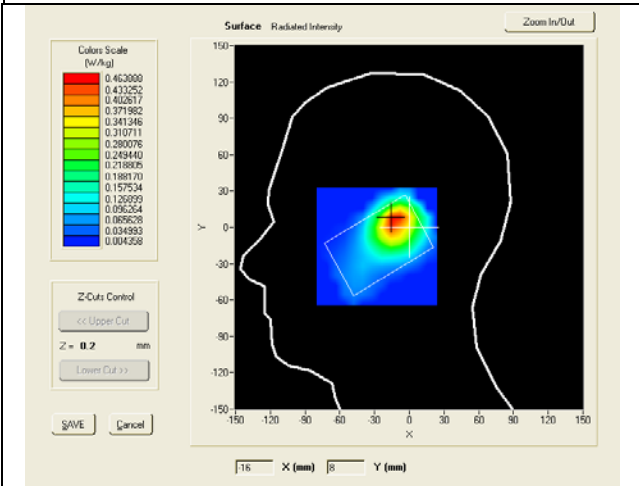 Surface Radiated Intensity
Zoom In/Out
Colors Scale
(W/kg)
0.463888
0.433252
0.402617
0.371982
0.341346
0.310711
0.280076
0.249440
0.218805
0.188170
0.157534
0.126899
0.096264
0.065628
0.034993
0.004358
Z-Cuts Control
<< Upper Cut
Z = 0.2 mm
Lower Cut >>
SAVE Cancel
150
120
90
60
30
0
-30
-60
-90
-120
-150
Y
-150 -120 -90 -60 -30 0 30 60 90 120 150
X
-16 X (mm) 8 Y (mm)